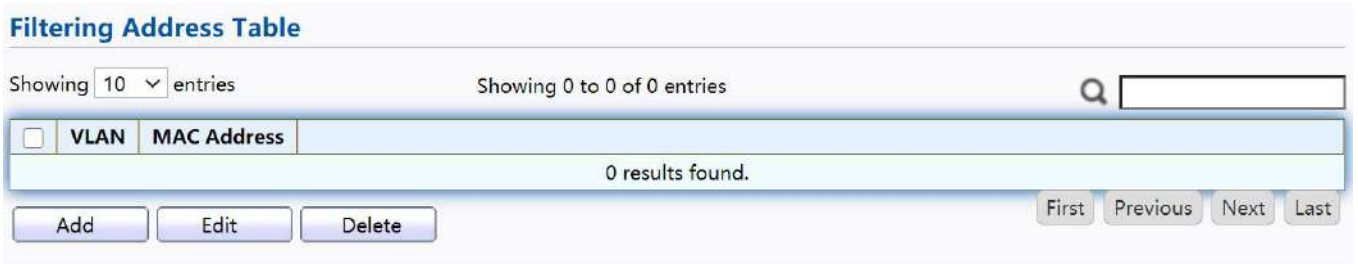 Filtering Address Table
Showing 10 entries Showing 0 to 0 of 0 entries
VLAN MAC Address
0 results found.
Add Edit Delete First Previous Next Last